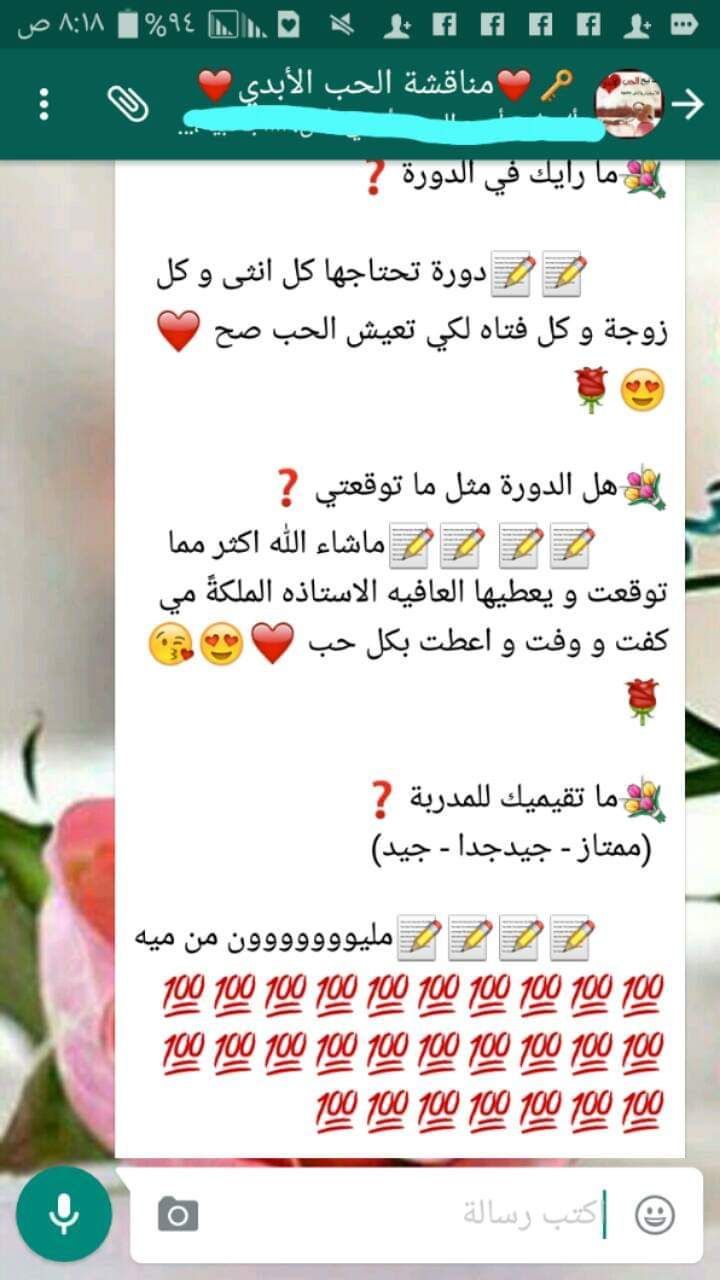 ٨:١٨ ص
%٩٤
🔑❤️مناقشة الحب الأبدي❤️
💐ما رايك في الدورة ❓
📝📝دورة تحتاجها كل انثى و كل
زوجة و كل فتاه لكي تعيش الحب صح ❤️
😍🌹
💐هل الدورة مثل ما توقعتي ❓
📝📝📝📝ماشاء الله اكثر مما
توقعت و يعطيها العافيه الاستاذه الملكةً مي
كفت و وفت و اعطت بكل حب ❤️😍😘
🌹
💐ما تقيميك للمدربة ❓
(ممتاز - جيدجدا - جيد)
📝📝📝📝مليوووووووون من ميه
💯💯💯💯💯💯💯💯💯💯
💯💯💯💯💯💯💯💯💯💯
💯💯💯💯💯💯💯
اكتب رسالة